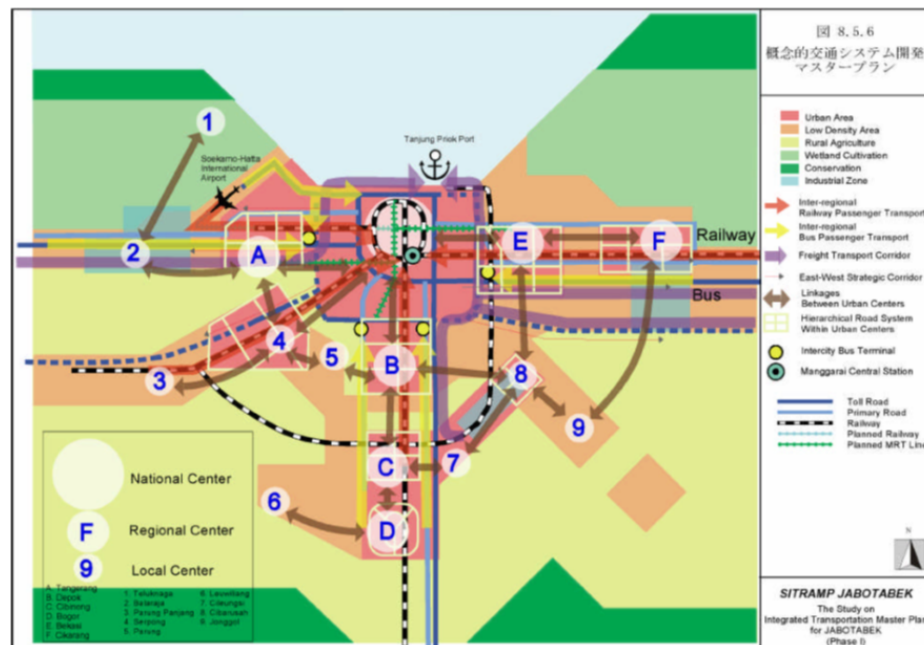 図 8.5.6
概念的交通システム開発
マスタープラン
Urban Area
Low Density Area
Rural Agriculture
Wetland Cultivation
Conservation
Industrial Zone
Inter-regional
Railway Passenger Transport
Inter-regional
Bus Passenger Transport
Freight Transport Corridor
East-West Strategic Corridor
Linkages
Between Urban Centers
Hierarchical Road System
Within Urban Centers
Intercity Bus Terminal
Manggarai Central Station
Toll Road
Primary Road
Railway
Planned Railway
Planned MRT Line
N
SITRAMP JABOTABEK
The Study on
Integrated Transportation Master Plan
for JABOTABEK
(Phase I)
Tanjung Priok Port
1
Soekarno-Hatta
International
Airport
2
A
E
F
Railway
Bus
4
5
3
B
8
9
C
7
6
D
National Center
F
Regional Center
9
Local Center
A. Tangerang
B. Depok
C. Cibinong
D. Bogor
E. Bekasi
F. Cikarang
1. Teluknaga
2. Balaraja
3. Parung Panjang
4. Serpong
5. Parung
6. Leuwiliang
7. Cileungsi
8. Cibarusah
9. Jonggol